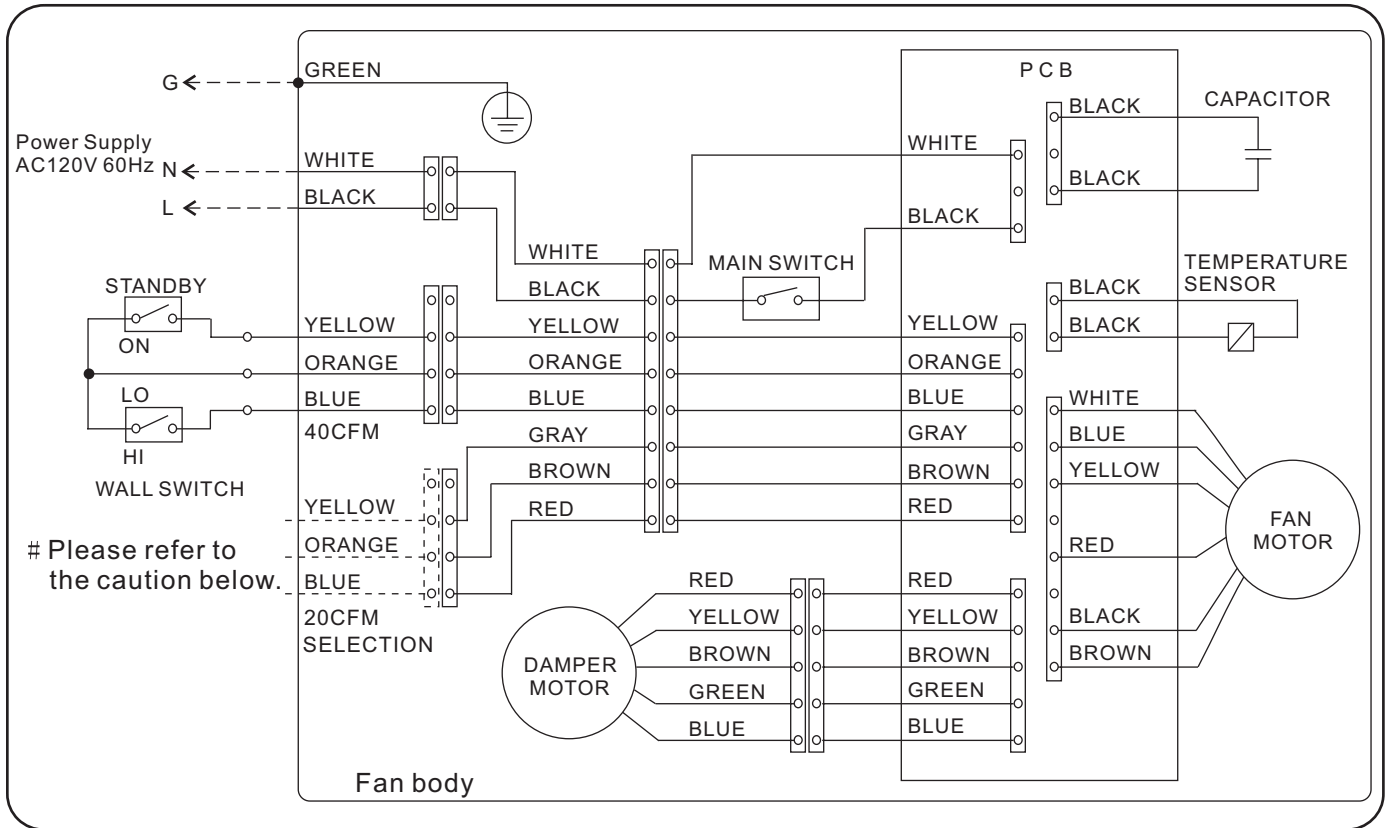 G
GREEN
Power Supply
AC120V 60Hz
N
WHITE
L
BLACK
STANDBY
ON
LO
HI
WALL SWITCH
YELLOW
ORANGE
BLUE
40CFM
YELLOW
ORANGE
BLUE
20CFM
SELECTION
# Please refer to
the caution below.
WHITE
BLACK
YELLOW
ORANGE
BLUE
GRAY
BROWN
RED
MAIN SWITCH
PCB
WHITE
BLACK
YELLOW
ORANGE
BLUE
GRAY
BROWN
RED
BLACK
BLACK
CAPACITOR
BLACK
BLACK
TEMPERATURE
SENSOR
WHITE
BLUE
YELLOW
RED
BLACK
BROWN
FAN
MOTOR
DAMPER
MOTOR
RED
YELLOW
BROWN
GREEN
BLUE
RED
YELLOW
BROWN
GREEN
BLUE
Fan body